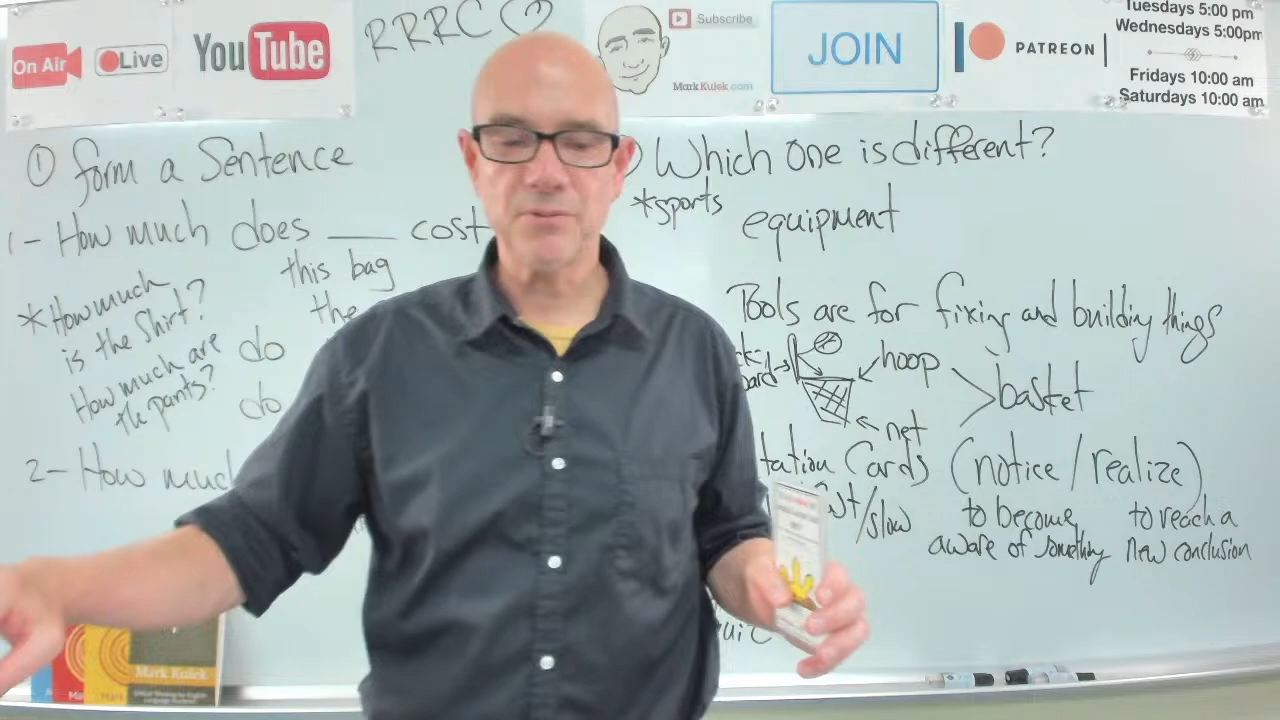 On Air
Live
YouTube
RRRC
Subscribe
MarkKulek.com
JOIN
PATREON
Tuesdays 5:00 pm
Wednesdays 5:00pm
Fridays 10:00 am
Saturdays 10:00 am
① form a Sentence
1- How much does ___ cost
this bag
the
* How much
is the Shirt?
How much are
the pants?
do
do
2- How much
Which one is different?
*sports
equipment
Tools are for fixing and building things
hoop
basket
net
Cards (notice / realize)
/slow
to become
aware of something
to reach a
new conclusion
Mark Kulek